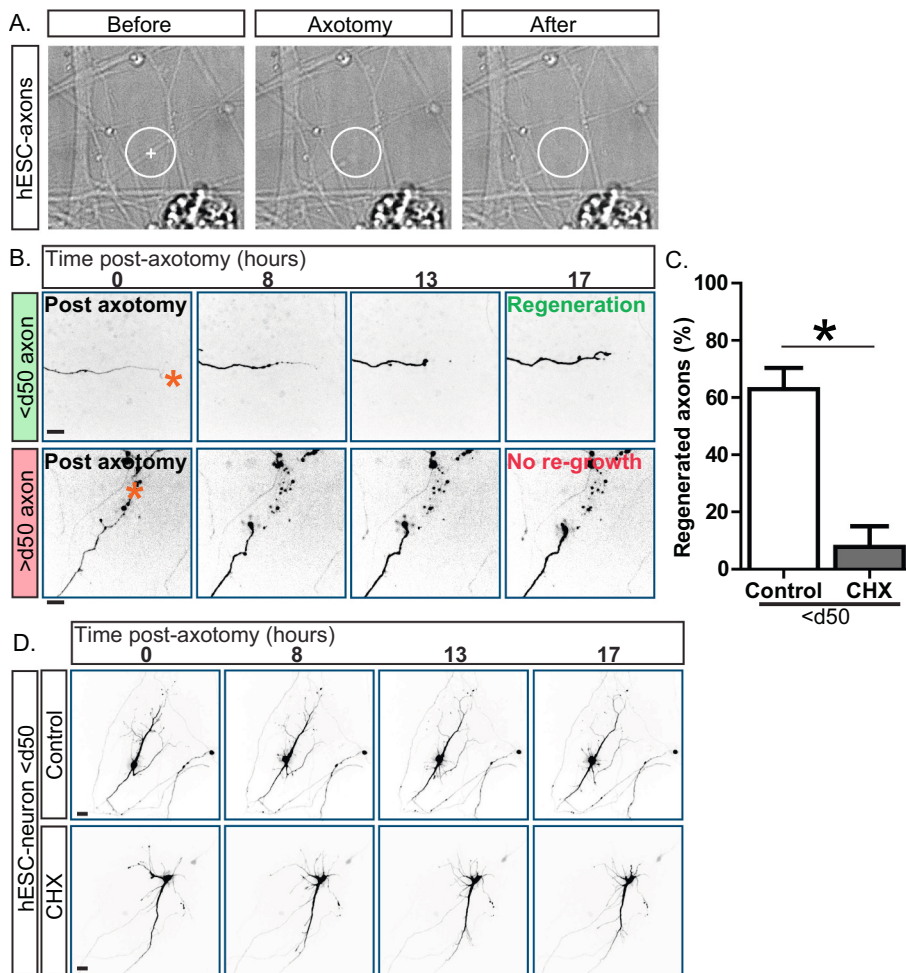 A.
Before
Axotomy
After
hESC-axons
B.
Time post-axotomy (hours)
0
8
13
17
<d50 axon
Post axotomy
*
Regeneration
>d50 axon
Post axotomy
*
No re-growth
C.
Regenerated axons (%)
100
80
60
40
20
0
*
Control
CHX
<d50
D.
Time post-axotomy (hours)
0
8
13
17
hESC-neuron <d50
Control
CHX